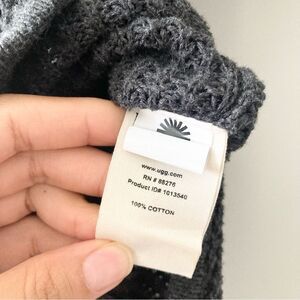 www.ugg.com
RN # 88276
Product ID# 1013540
100% COTTON